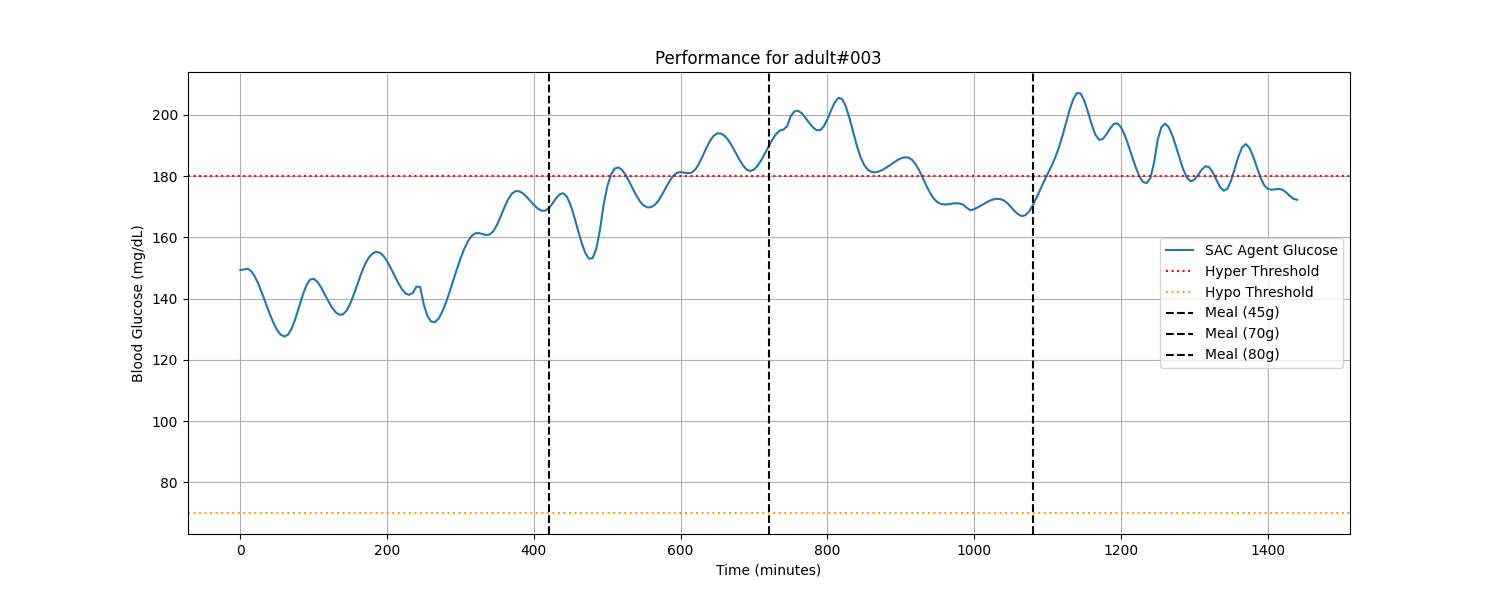 Performance for adult#003
Blood Glucose (mg/dL)
200
180
160
140
120
100
80
0
200
400
600
800
1000
1200
1400
Time (minutes)
SAC Agent Glucose
Hyper Threshold
Hypo Threshold
Meal (45g)
Meal (70g)
Meal (80g)